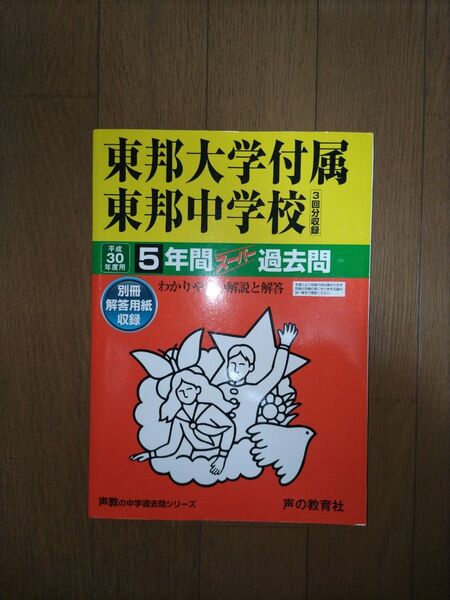 東邦大学付属
東邦中学校
3回分収録
平成
30
年度用
5年間スーパー過去問
別冊
解答用紙
収録
わかりやすい解説と解答
声教の中学過去問シリーズ
声の教育社